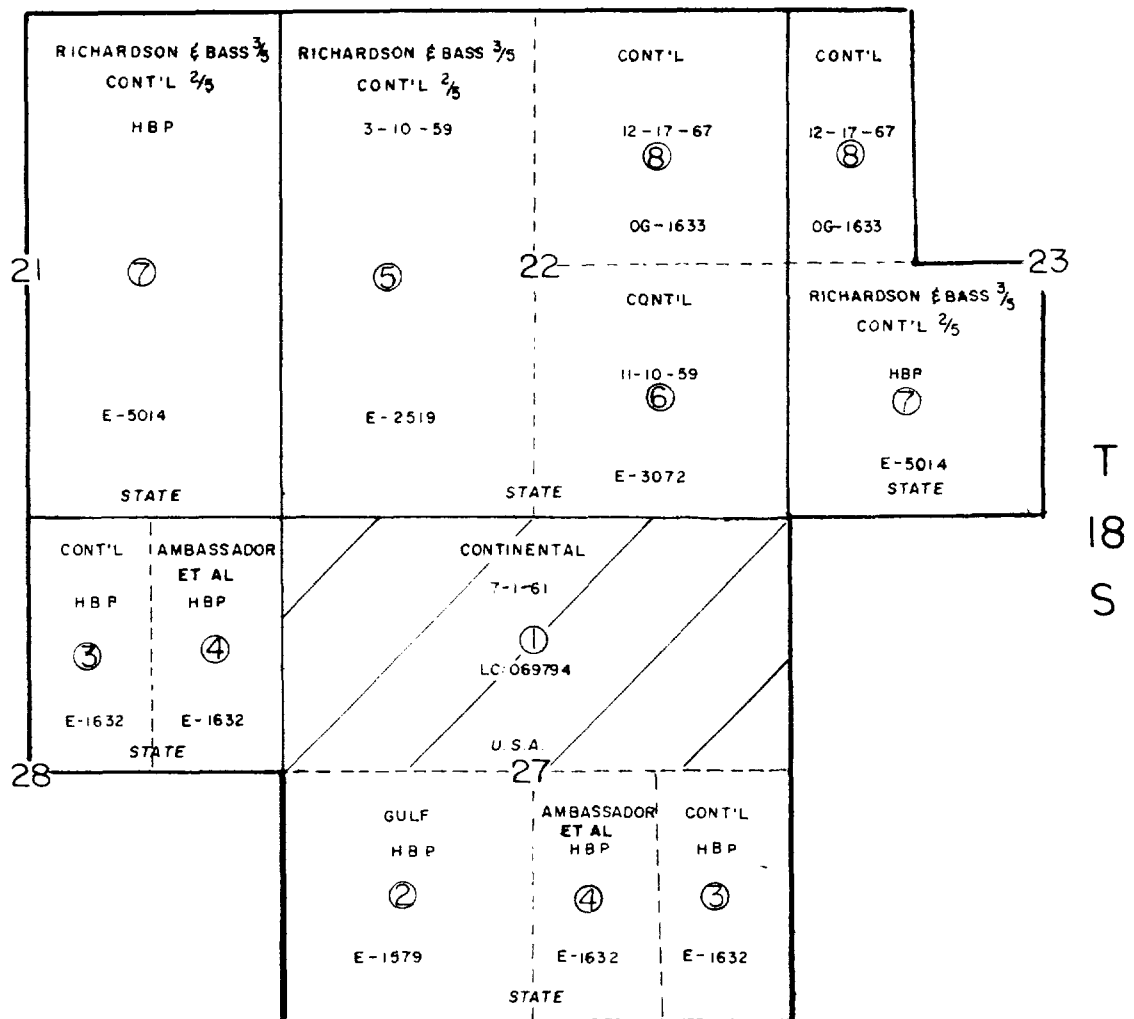 RICHARDSON & BASS 3/5
CONT'L 2/5
HBP
21
⑦
E-5014
STATE
RICHARDSON & BASS 3/5
CONT'L 2/5
3-10-59
⑤
E-2519
CONT'L
12-17-67
⑧
OG-1633
22
CONT'L
11-10-59
⑥
E-3072
STATE
CONT'L
12-17-67
⑧
OG-1633
23
RICHARDSON & BASS 3/5
CONT'L 2/5
HBP
⑦
E-5014
STATE
T
18
S
CONT'L
HBP
③
E-1632
AMBASSADOR
ET AL
HBP
④
E-1632
STATE
28
CONTINENTAL
7-1-61
①
LC-069794
U.S.A.
27
GULF
HBP
②
E-1579
AMBASSADOR
ET AL
HBP
④
E-1632
CONT'L
HBP
③
E-1632
STATE